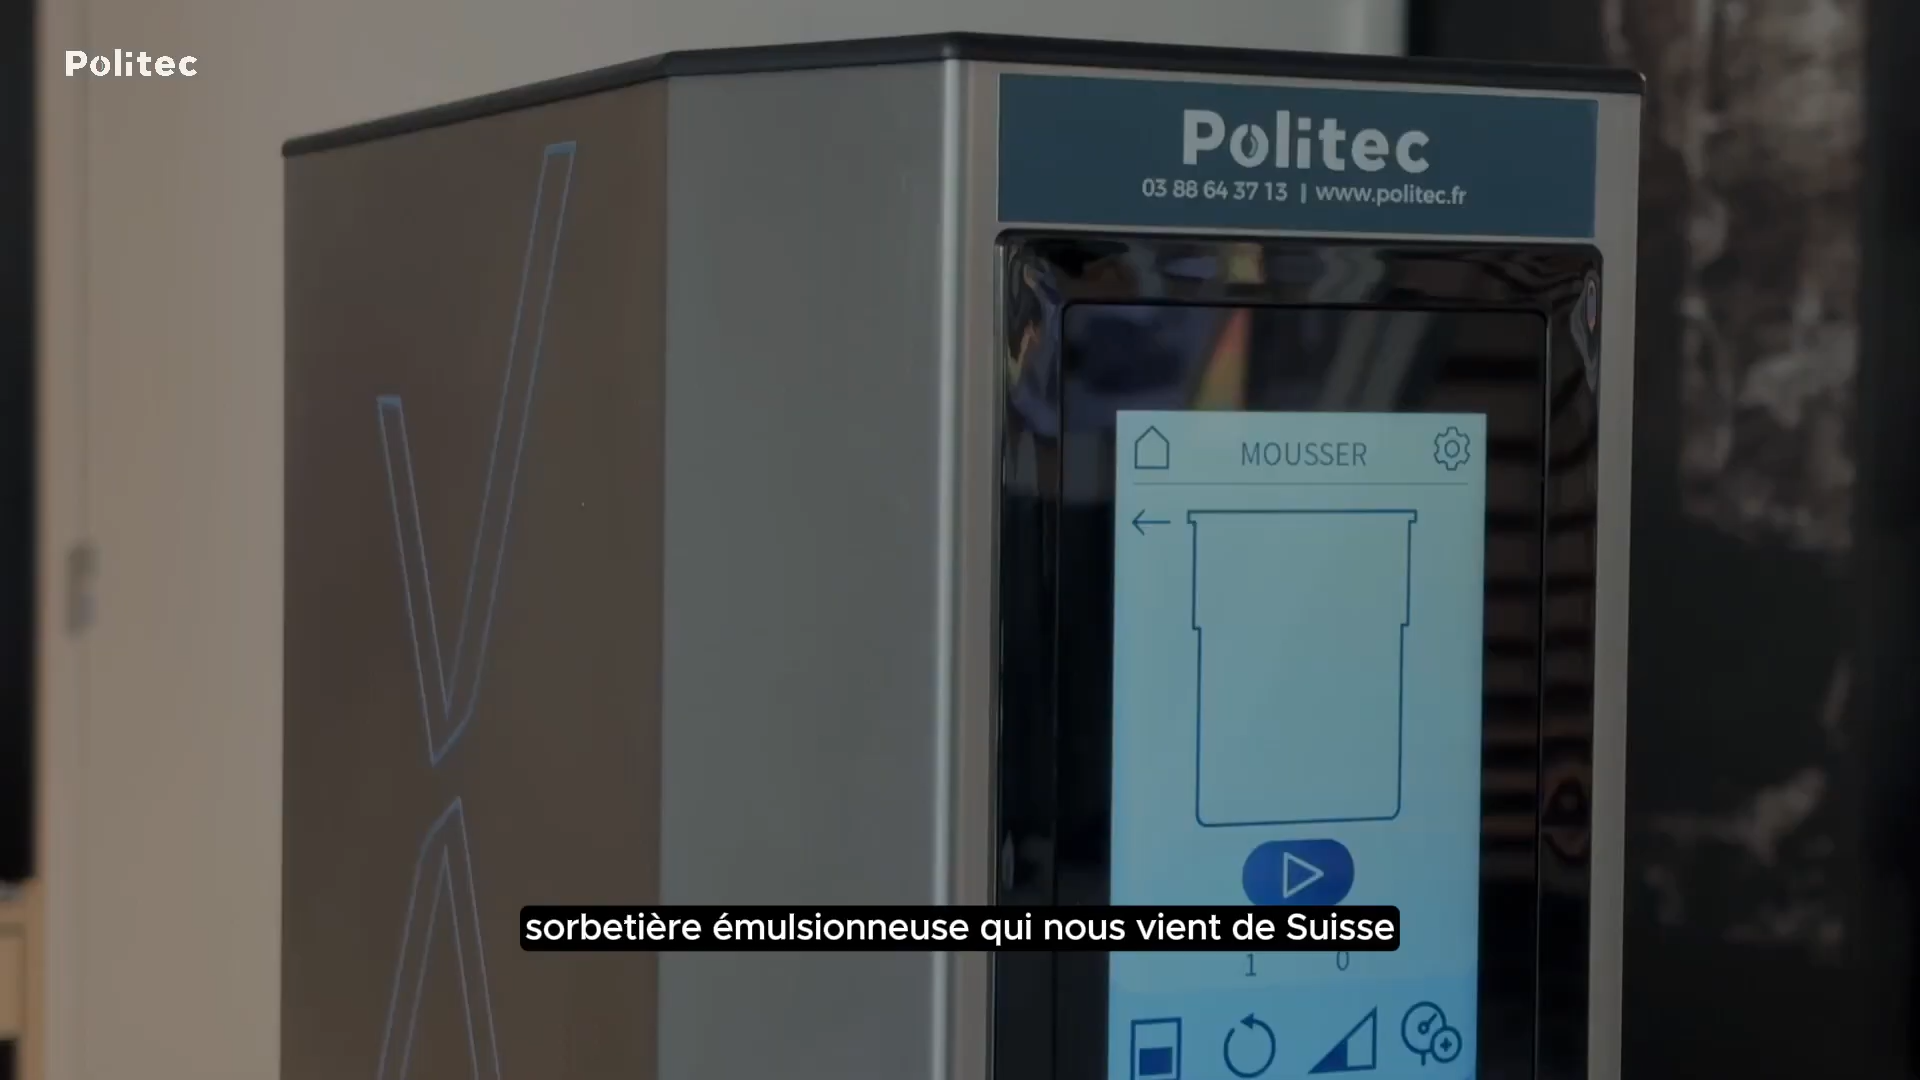 Politec
Politec
03 88 64 37 13 | www.politec.fr
MOUSSER
sorbetière émulsionneuse qui nous vient de Suisse
1 0